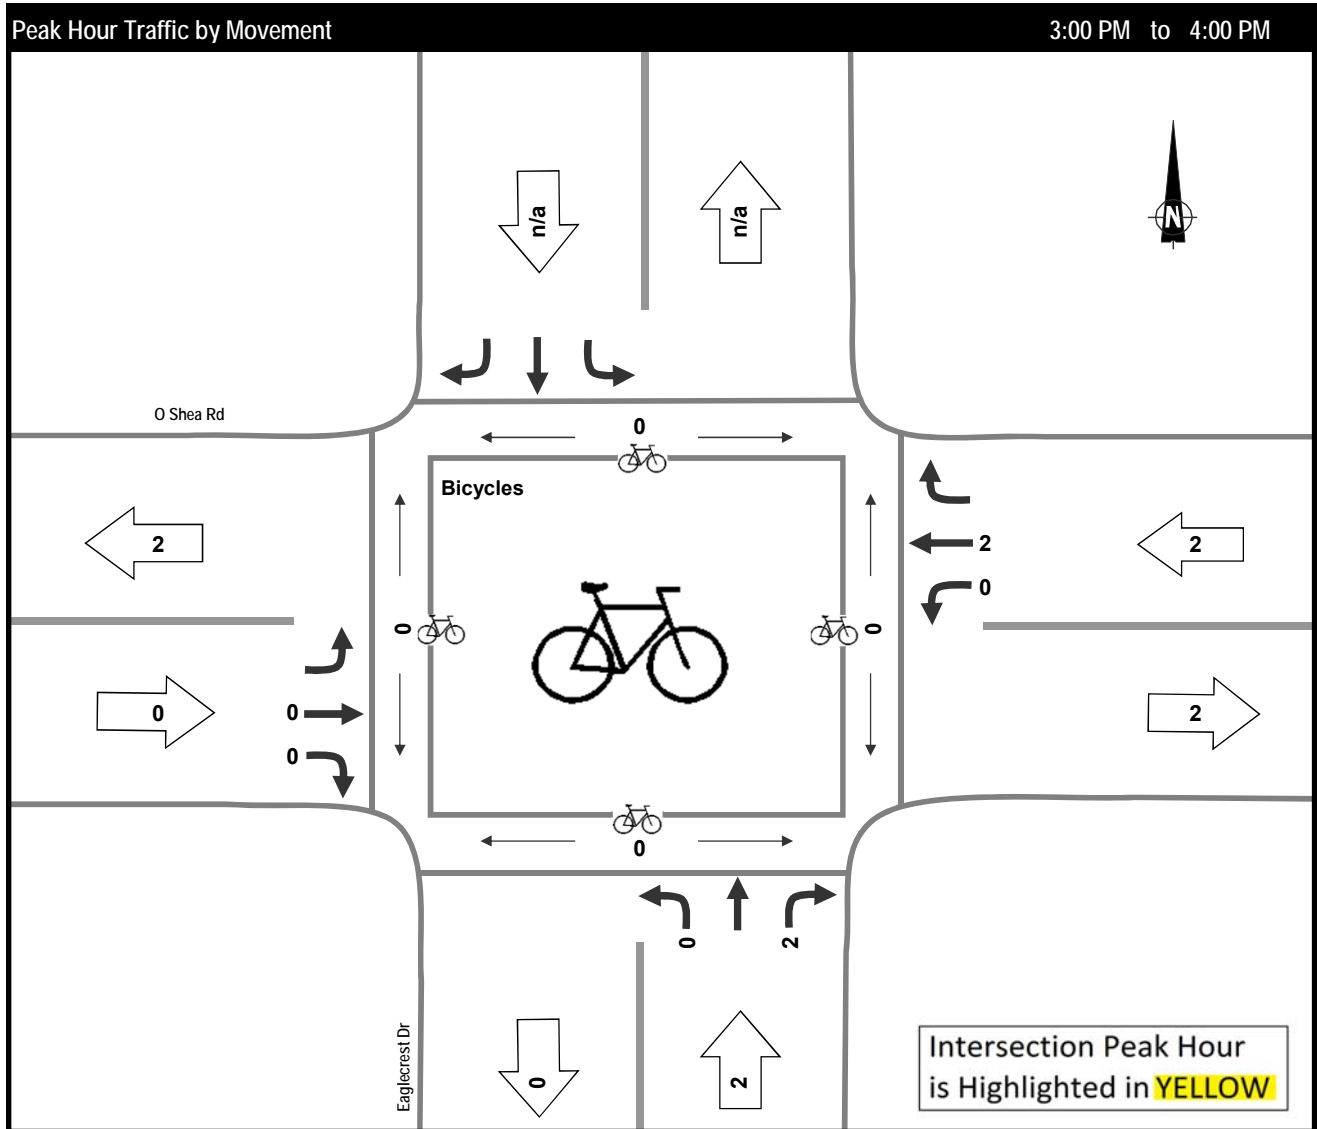 Peak Hour Traffic by Movement
3:00 PM to 4:00 PM
n/a
n/a
N
O Shea Rd
0
Bicycles
2
2
2
0
0
0
0
0
0
2
0
0
2
Eaglecrest Dr
0
2
Intersection Peak Hour
is Highlighted in YELLOW